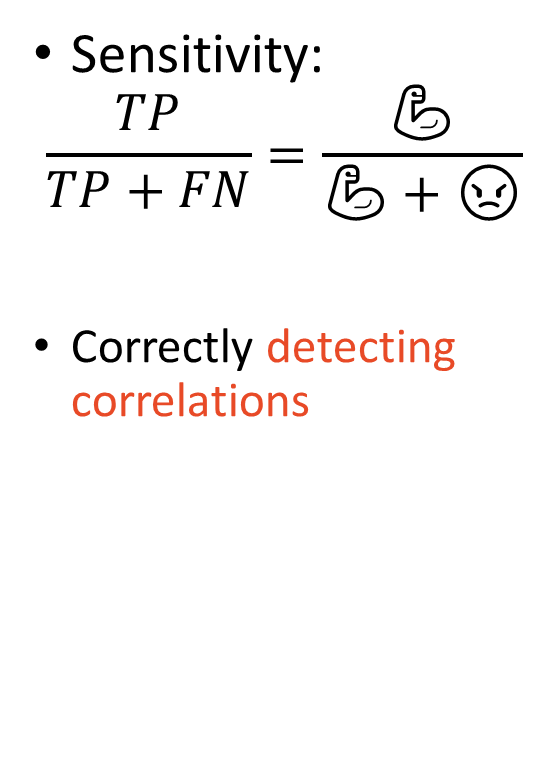 • Sensitivity:
TP / TP + FN = 💪 / 💪 + 😠
• Correctly detecting
correlations